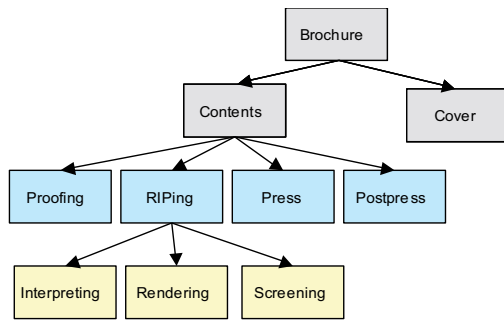 Brochure
Contents
Cover
Proofing
RIPing
Press
Postpress
Interpreting
Rendering
Screening